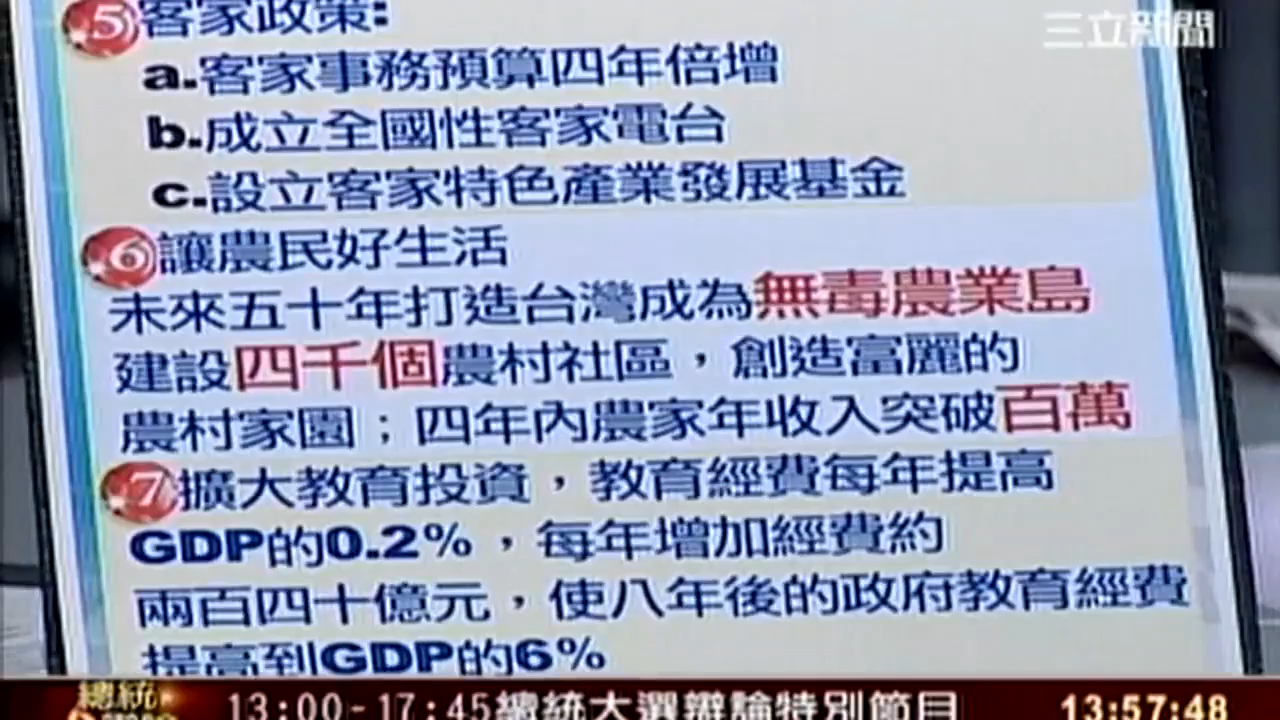 三立新聞
5客家政策:
a.客家事務預算四年倍增
b.成立全國性客家電台
c.設立客家特色產業發展基金
6讓農民好生活
未來五十年打造台灣成為無毒農業島
建設四千個農村社區，創造富麗的
農村家園；四年內農家年收入突破百萬
7擴大教育投資，教育經費每年提高
GDP的0.2%，每年增加經費約
兩百四十億元，使八年後的政府教育經費
提高到GDP的6%
總統
13:00-17:45總統大選辯論特別節目
13:57:48